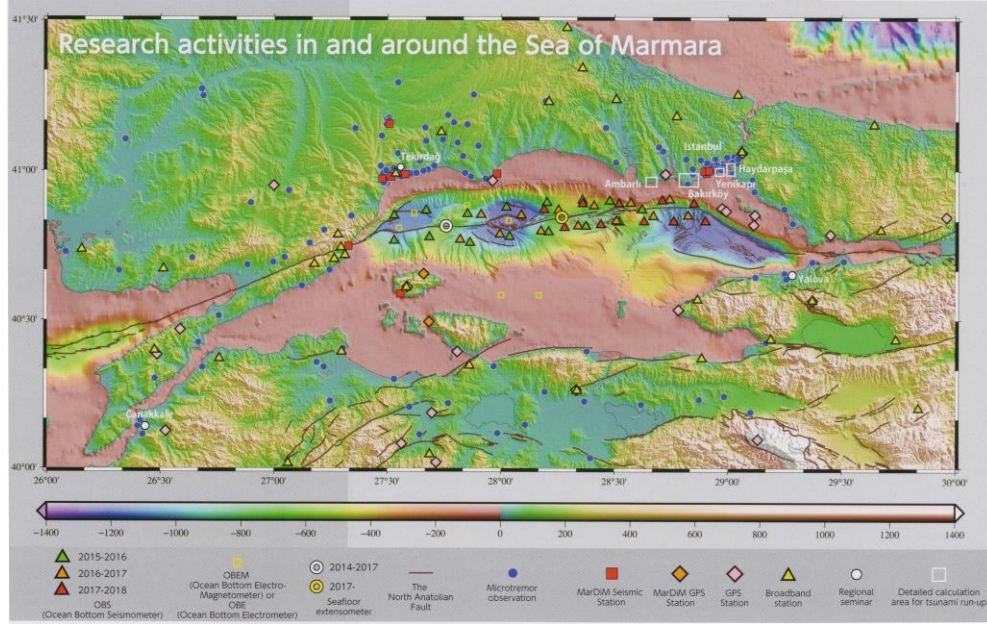 Research activities in and around the Sea of Marmara
41°30'
41°00'
40°30'
40°00'
26°00'
26°30'
27°00'
27°30'
28°00'
28°30'
29°00'
29°30'
30°00'
Tekirdağ
Istanbul
Haydarpaşa
Ambarlı
Yenikapı
Bakırköy
Yalova
Çanakkale
−1400
−1200
−1000
−800
−600
−400
−200
0
200
400
600
800
1000
1200
1400
2015-2016
2016-2017
2017-2018
OBS
(Ocean Bottom Seismometer)
OBEM
(Ocean Bottom Electro-
Magnetometer) or
OBE
(Ocean Bottom Electrometer)
2014-2017
2017-
Seafloor
extensometer
The
North Anatolian
Fault
Microtremor
observation
MarDiM Seismic
Station
MarDiM GPS
Station
GPS
Station
Broadband
station
Regional
seminar
Detailed calculation
area for tsunami run-up